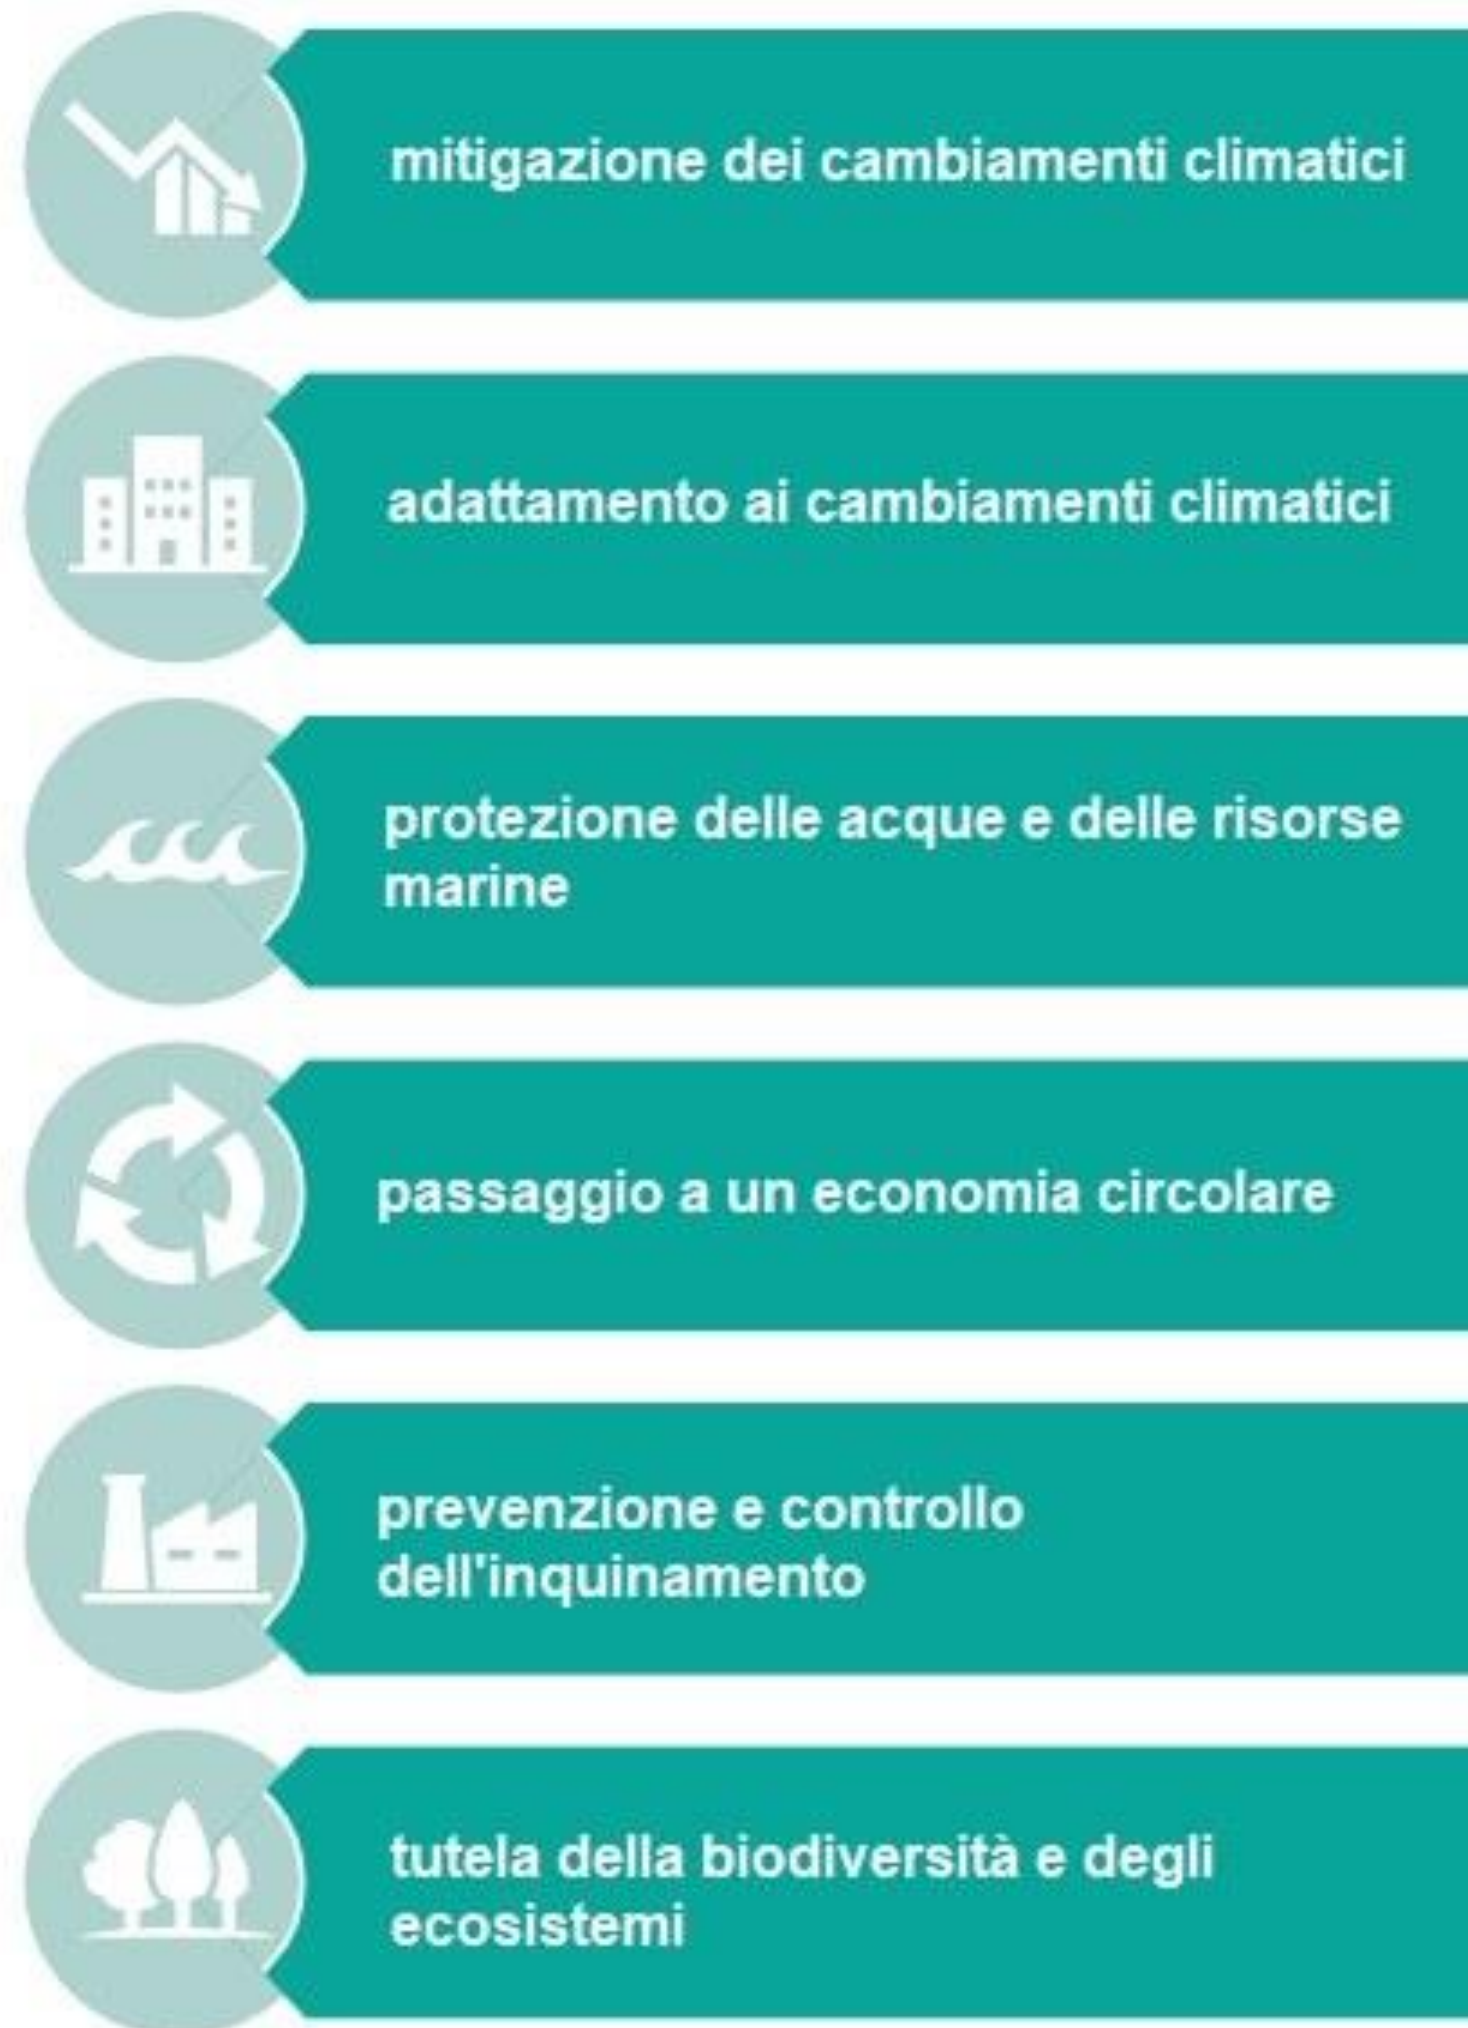 mitigazione dei cambiamenti climatici
adattamento ai cambiamenti climatici
protezione delle acque e delle risorse
marine
passaggio a un economia circolare
prevenzione e controllo
dell'inquinamento
tutela della biodiversità e degli
ecosistemi